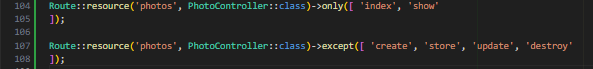 104 Route::resource('photos', PhotoController::class)->only([ 'index', 'show'
105 ]);
106
107 Route::resource('photos', PhotoController::class)->except([ 'create', 'store', 'update', 'destroy'
108 ]);